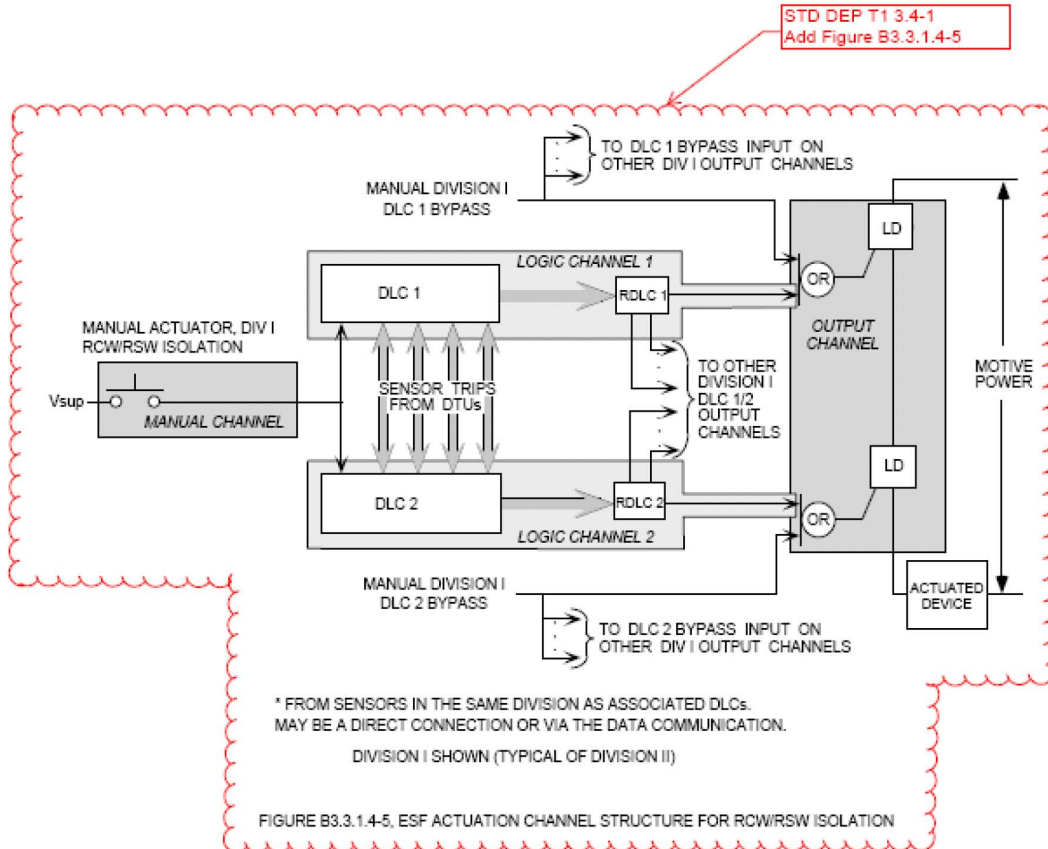 STD DEP T1 3.4-1
Add Figure B3.3.1.4-5
TO DLC 1 BYPASS INPUT ON
OTHER DIV I OUTPUT CHANNELS
MANUAL DIVISION I
DLC 1 BYPASS
LD
LOGIC CHANNEL 1
DLC 1
RDLC 1
OR
OUTPUT
CHANNEL
MANUAL ACTUATOR, DIV I
RCW/RSW ISOLATION
Vsup
MANUAL CHANNEL
SENSOR TRIPS
FROM DTUs
TO OTHER
DIVISION I
DLC 1/2
OUTPUT
CHANNELS
MOTIVE
POWER
LD
DLC 2
RDLC 2
OR
LOGIC CHANNEL 2
MANUAL DIVISION I
DLC 2 BYPASS
ACTUATED
DEVICE
TO DLC 2 BYPASS INPUT ON
OTHER DIV I OUTPUT CHANNELS
* FROM SENSORS IN THE SAME DIVISION AS ASSOCIATED DLCs.
MAY BE A DIRECT CONNECTION OR VIA THE DATA COMMUNICATION.
DIVISION I SHOWN (TYPICAL OF DIVISION II)
FIGURE B3.3.1.4-5, ESF ACTUATION CHANNEL STRUCTURE FOR RCW/RSW ISOLATION